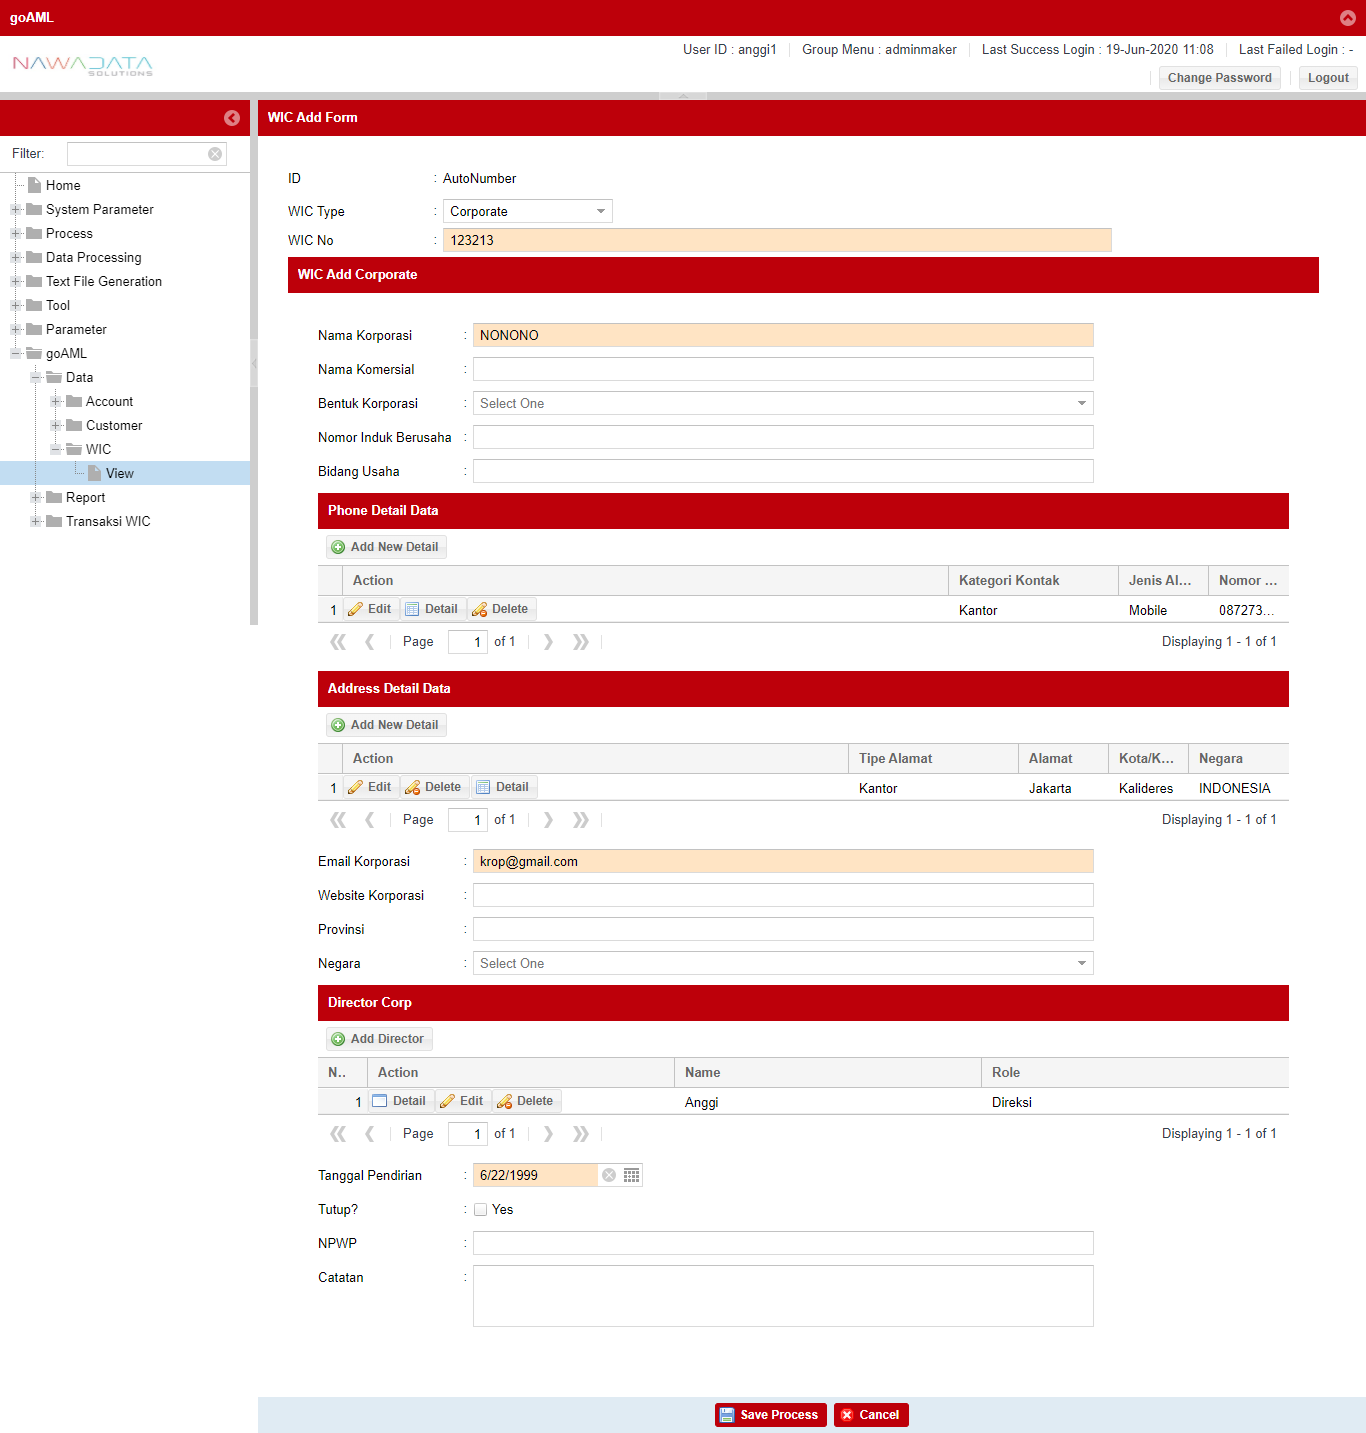 goAML
NAWADATA
SOLUTIONS
User ID : anggi1
Group Menu : adminmaker
Last Success Login : 19-Jun-2020 11:08
Last Failed Login : -
Change Password
Logout
Filter:
Home
System Parameter
Process
Data Processing
Text File Generation
Tool
Parameter
goAML
Data
Account
Customer
WIC
View
Report
Transaksi WIC
WIC Add Form
ID : AutoNumber
WIC Type : Corporate
WIC No : 123213
WIC Add Corporate
Nama Korporasi : NONONO
Nama Komersial :
Bentuk Korporasi : Select One
Nomor Induk Berusaha :
Bidang Usaha :
Phone Detail Data
Add New Detail
Action Kategori Kontak Jenis Al... Nomor ...
1 Edit Detail Delete Kantor Mobile 087273...
Page 1 of 1 Displaying 1 - 1 of 1
Address Detail Data
Add New Detail
Action Tipe Alamat Alamat Kota/K... Negara
1 Edit Delete Detail Kantor Jakarta Kalideres INDONESIA
Page 1 of 1 Displaying 1 - 1 of 1
Email Korporasi : krop@gmail.com
Website Korporasi :
Provinsi :
Negara : Select One
Director Corp
Add Director
N.. Action Name Role
1 Detail Edit Delete Anggi Direksi
Page 1 of 1 Displaying 1 - 1 of 1
Tanggal Pendirian : 6/22/1999
Tutup? : Yes
NPWP :
Catatan :
Save Process
Cancel